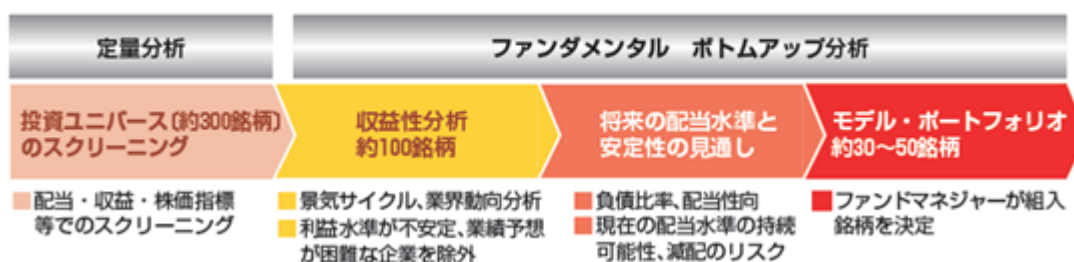 定量分析
ファンダメンタル ボトムアップ分析
投資ユニバース(約300銘柄)
のスクリーニング
収益性分析
約100銘柄
将来の配当水準と
安定性の見通し
モデル・ポートフォリオ
約30～50銘柄
配当・収益・株価指標
等でのスクリーニング
景気サイクル、業界動向分析
利益水準が不安定、業績予想
が困難な企業を除外
負債比率、配当性向
現在の配当水準の持続
可能性、減配のリスク
ファンドマネジャーが組入
銘柄を決定